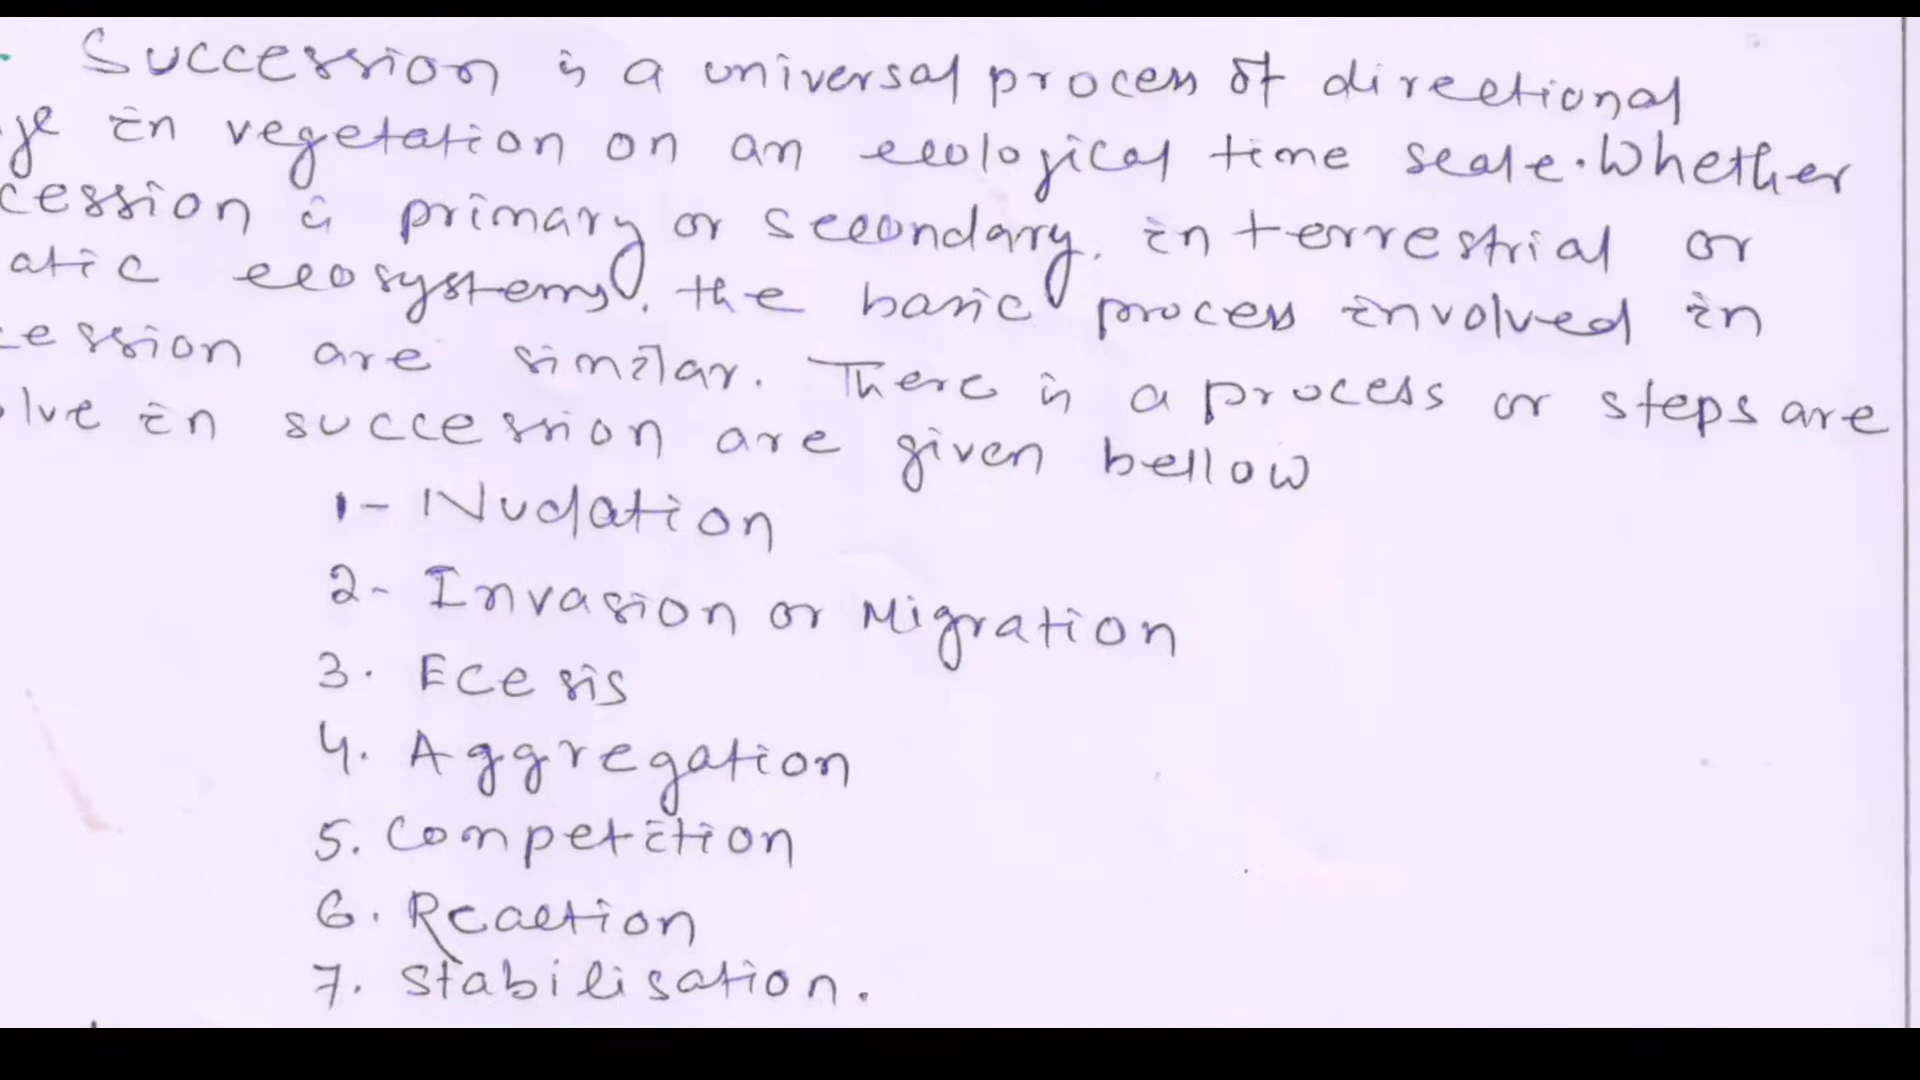 Succession is a universal process of directional
ge in vegetation on an ecological time scale. Whether
cession is primary or secondary, in terrestrial or
atic ecosystems, the basic process involved in
cession are similar. There is a process or steps are
olve in succession are given bellow
1- Nudation
2- Invasion or Migration
3. Ecesis
4. Aggregation
5. Competition
6. Reaction
7. Stabilisation.